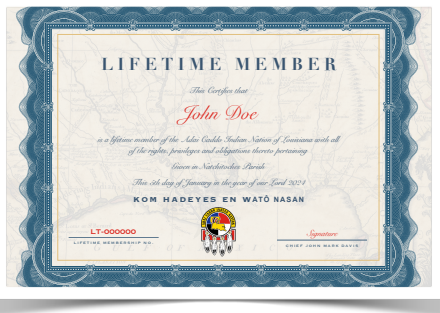 LIFETIME MEMBER
This Certifies that
John Doe
is a lifetime member of the Adai Caddo Indian Nation of Louisiana with all
of the rights, privileges and obligations thereto pertaining
Given in Natchitoches Parish
This 5th day of January in the year of our Lord 2024
KOM HADEYES EN WATŌ NASAN
LT-000000
LIFETIME MEMBERSHIP NO.
Signature
CHIEF JOHN MARK DAVIS